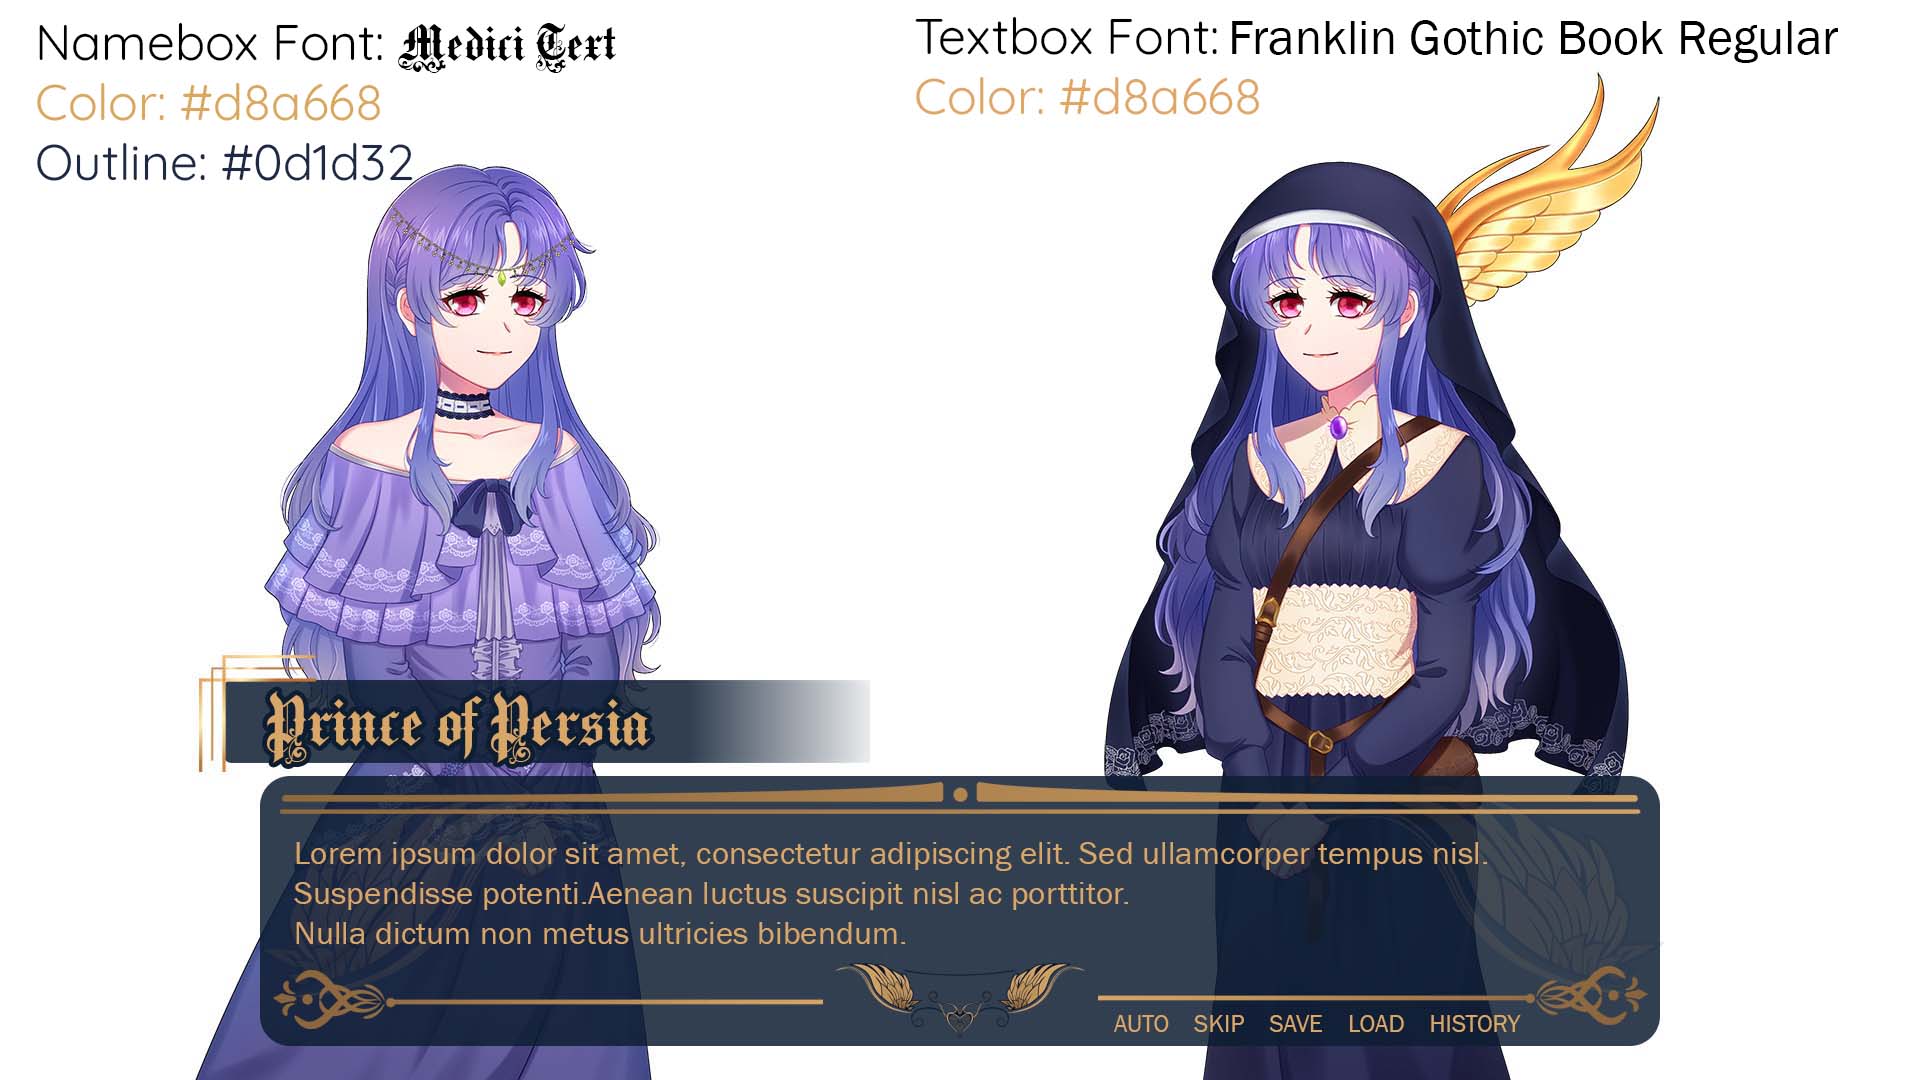 Namebox Font: Medici Text
Color: #d8a668
Outline: #0d1d32
Textbox Font: Franklin Gothic Book Regular
Color: #d8a668
Prince of Persia
Lorem ipsum dolor sit amet, consectetur adipiscing elit. Sed ullamcorper tempus nisl.
Suspendisse potenti.Aenean luctus suscipit nisl ac porttitor.
Nulla dictum non metus ultricies bibendum.
AUTO SKIP SAVE LOAD HISTORY